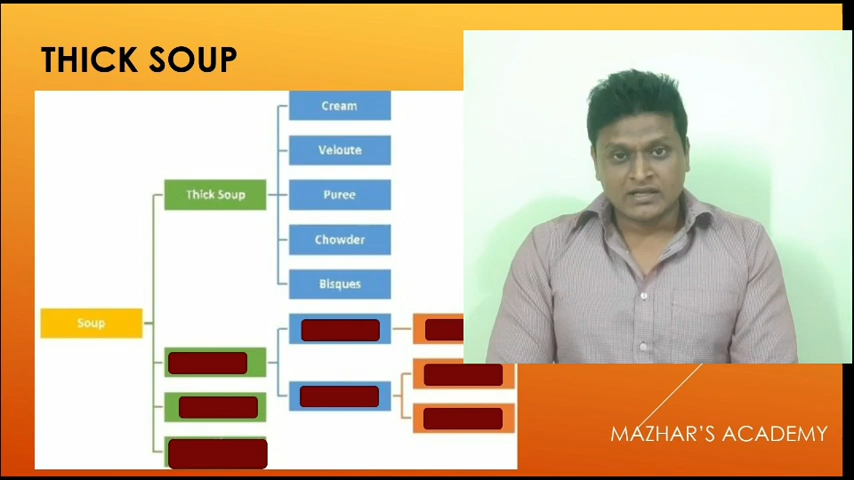 THICK SOUP
Cream
Veloute
Thick Soup
Puree
Chowder
Bisques
Soup
MAZHAR'S ACADEMY